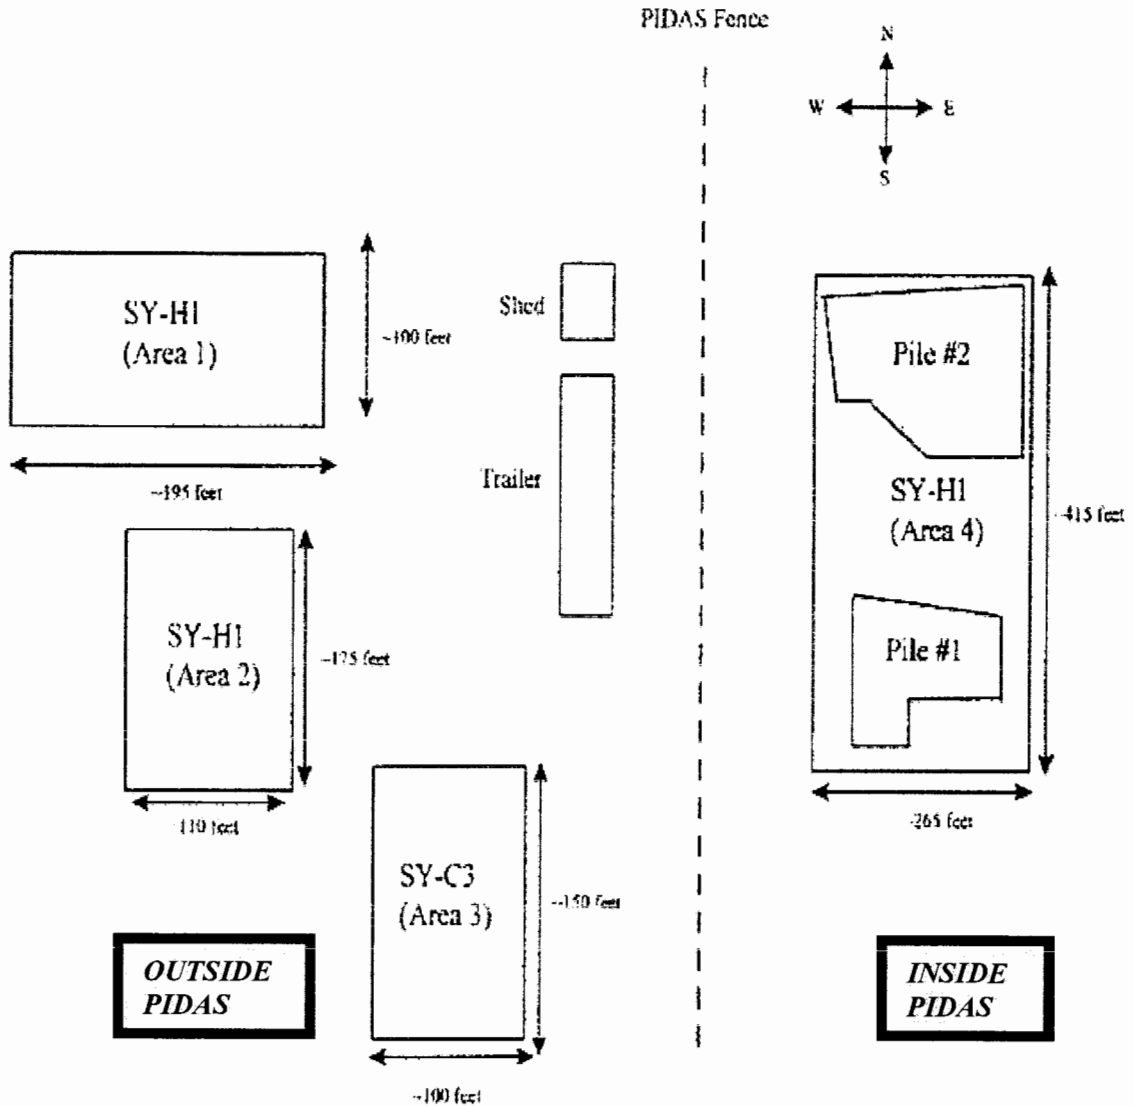 PIDAS Fence
N
W
E
S
SY-H1
(Area 1)
~100 feet
~195 feet
Shed
Trailer
Pile #2
SY-H1
(Area 4)
~415 feet
Pile #1
~265 feet
SY-H1
(Area 2)
~175 feet
~110 feet
SY-C3
(Area 3)
~150 feet
~100 feet
OUTSIDE
PIDAS
INSIDE
PIDAS